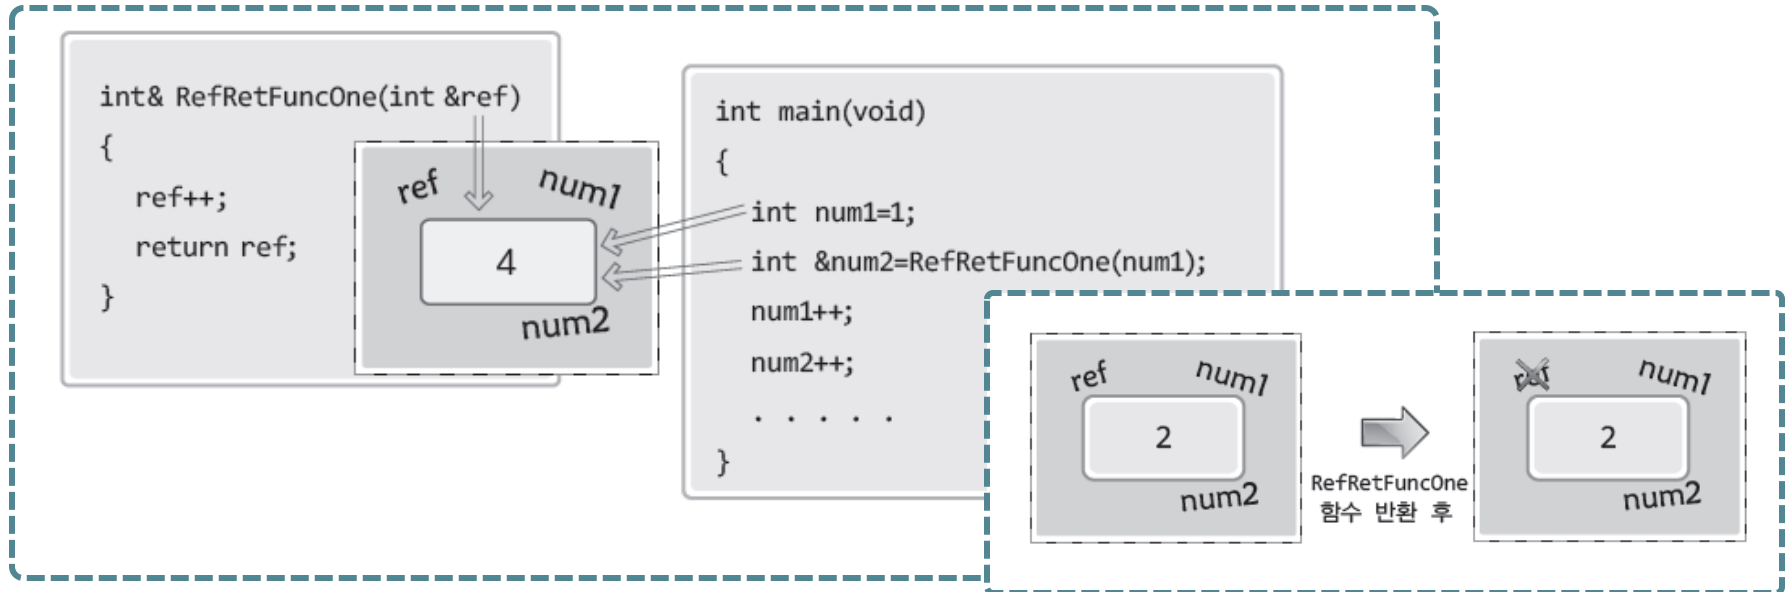 int& RefRetFuncOne(int &ref)
{
ref++;
return ref;
}
ref
num1
4
num2
int main(void)
{
int num1=1;
int &num2=RefRetFuncOne(num1);
num1++;
num2++;
. . . . .
}
ref
num1
2
num2
RefRetFuncOne
함수 반환 후
ref
num1
2
num2